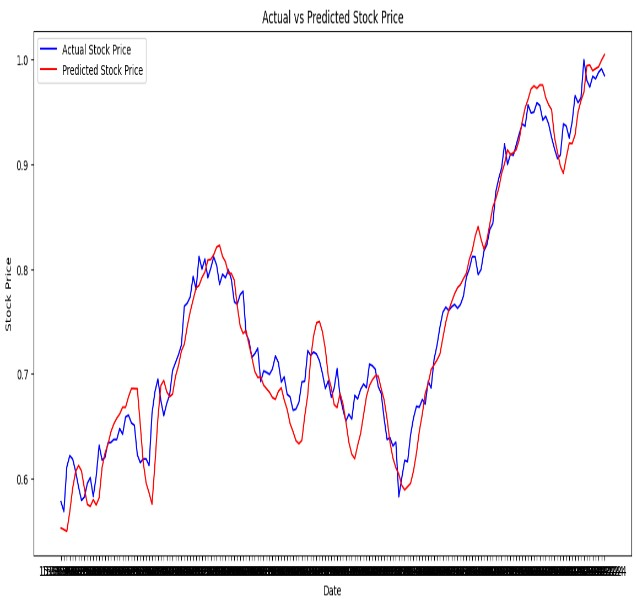 Actual vs Predicted Stock Price
Actual Stock Price
Predicted Stock Price
1.0
0.9
0.8
0.7
0.6
Stock Price
Date